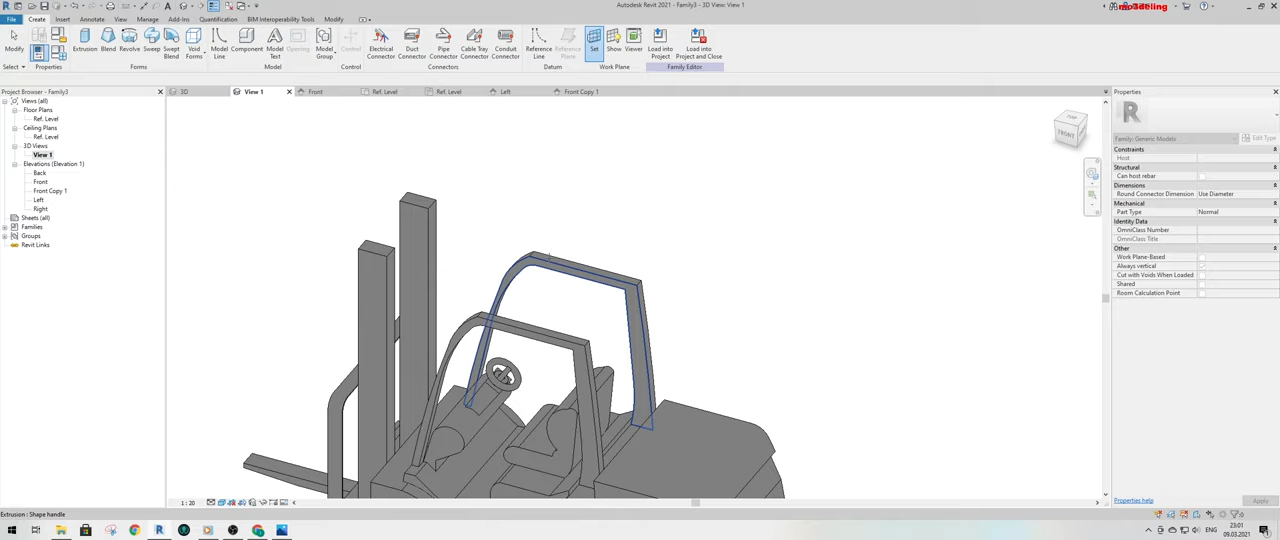 Autodesk Revit 2021 - Family3 - 3D View: View 1
mo3deling
File Create Insert Annotate View Manage Add-Ins Quantification BIM Interoperability Tools Modify
Modify Extrusion Blend Revolve Sweep Swept Blend Void Forms Model Line Component Model Text Opening Model Group Control Electrical Connector Duct Connector Pipe Connector Cable Tray Connector Conduit Connector Reference Line Reference Plane Set Show Viewer Load into Project Load into Project and Close
Select Properties Forms Model Control Connectors Datum Work Plane Family Editor
Project Browser - Family3
3D View 1 Front Ref. Level Ref. Level Left Front Copy 1
Views (all)
Floor Plans
Ref. Level
Ceiling Plans
Ref. Level
3D Views
View 1
Elevations (Elevation 1)
Back
Front
Front Copy 1
Left
Right
Sheets (all)
Families
Groups
Revit Links
TOP
FRONT
Properties
R
Family: Generic Models Edit Type
Constraints
Host
Structural
Can host rebar
Dimensions
Round Connector Dimension Use Diameter
Mechanical
Part Type Normal
Identity Data
OmniClass Number
OmniClass Title
Other
Work Plane-Based
Always vertical
Cut with Voids When Loaded
Shared
Room Calculation Point
Properties help Apply
1 : 20
Extrusion : Shape handle
:0
ENG
23.01
09.03.2021